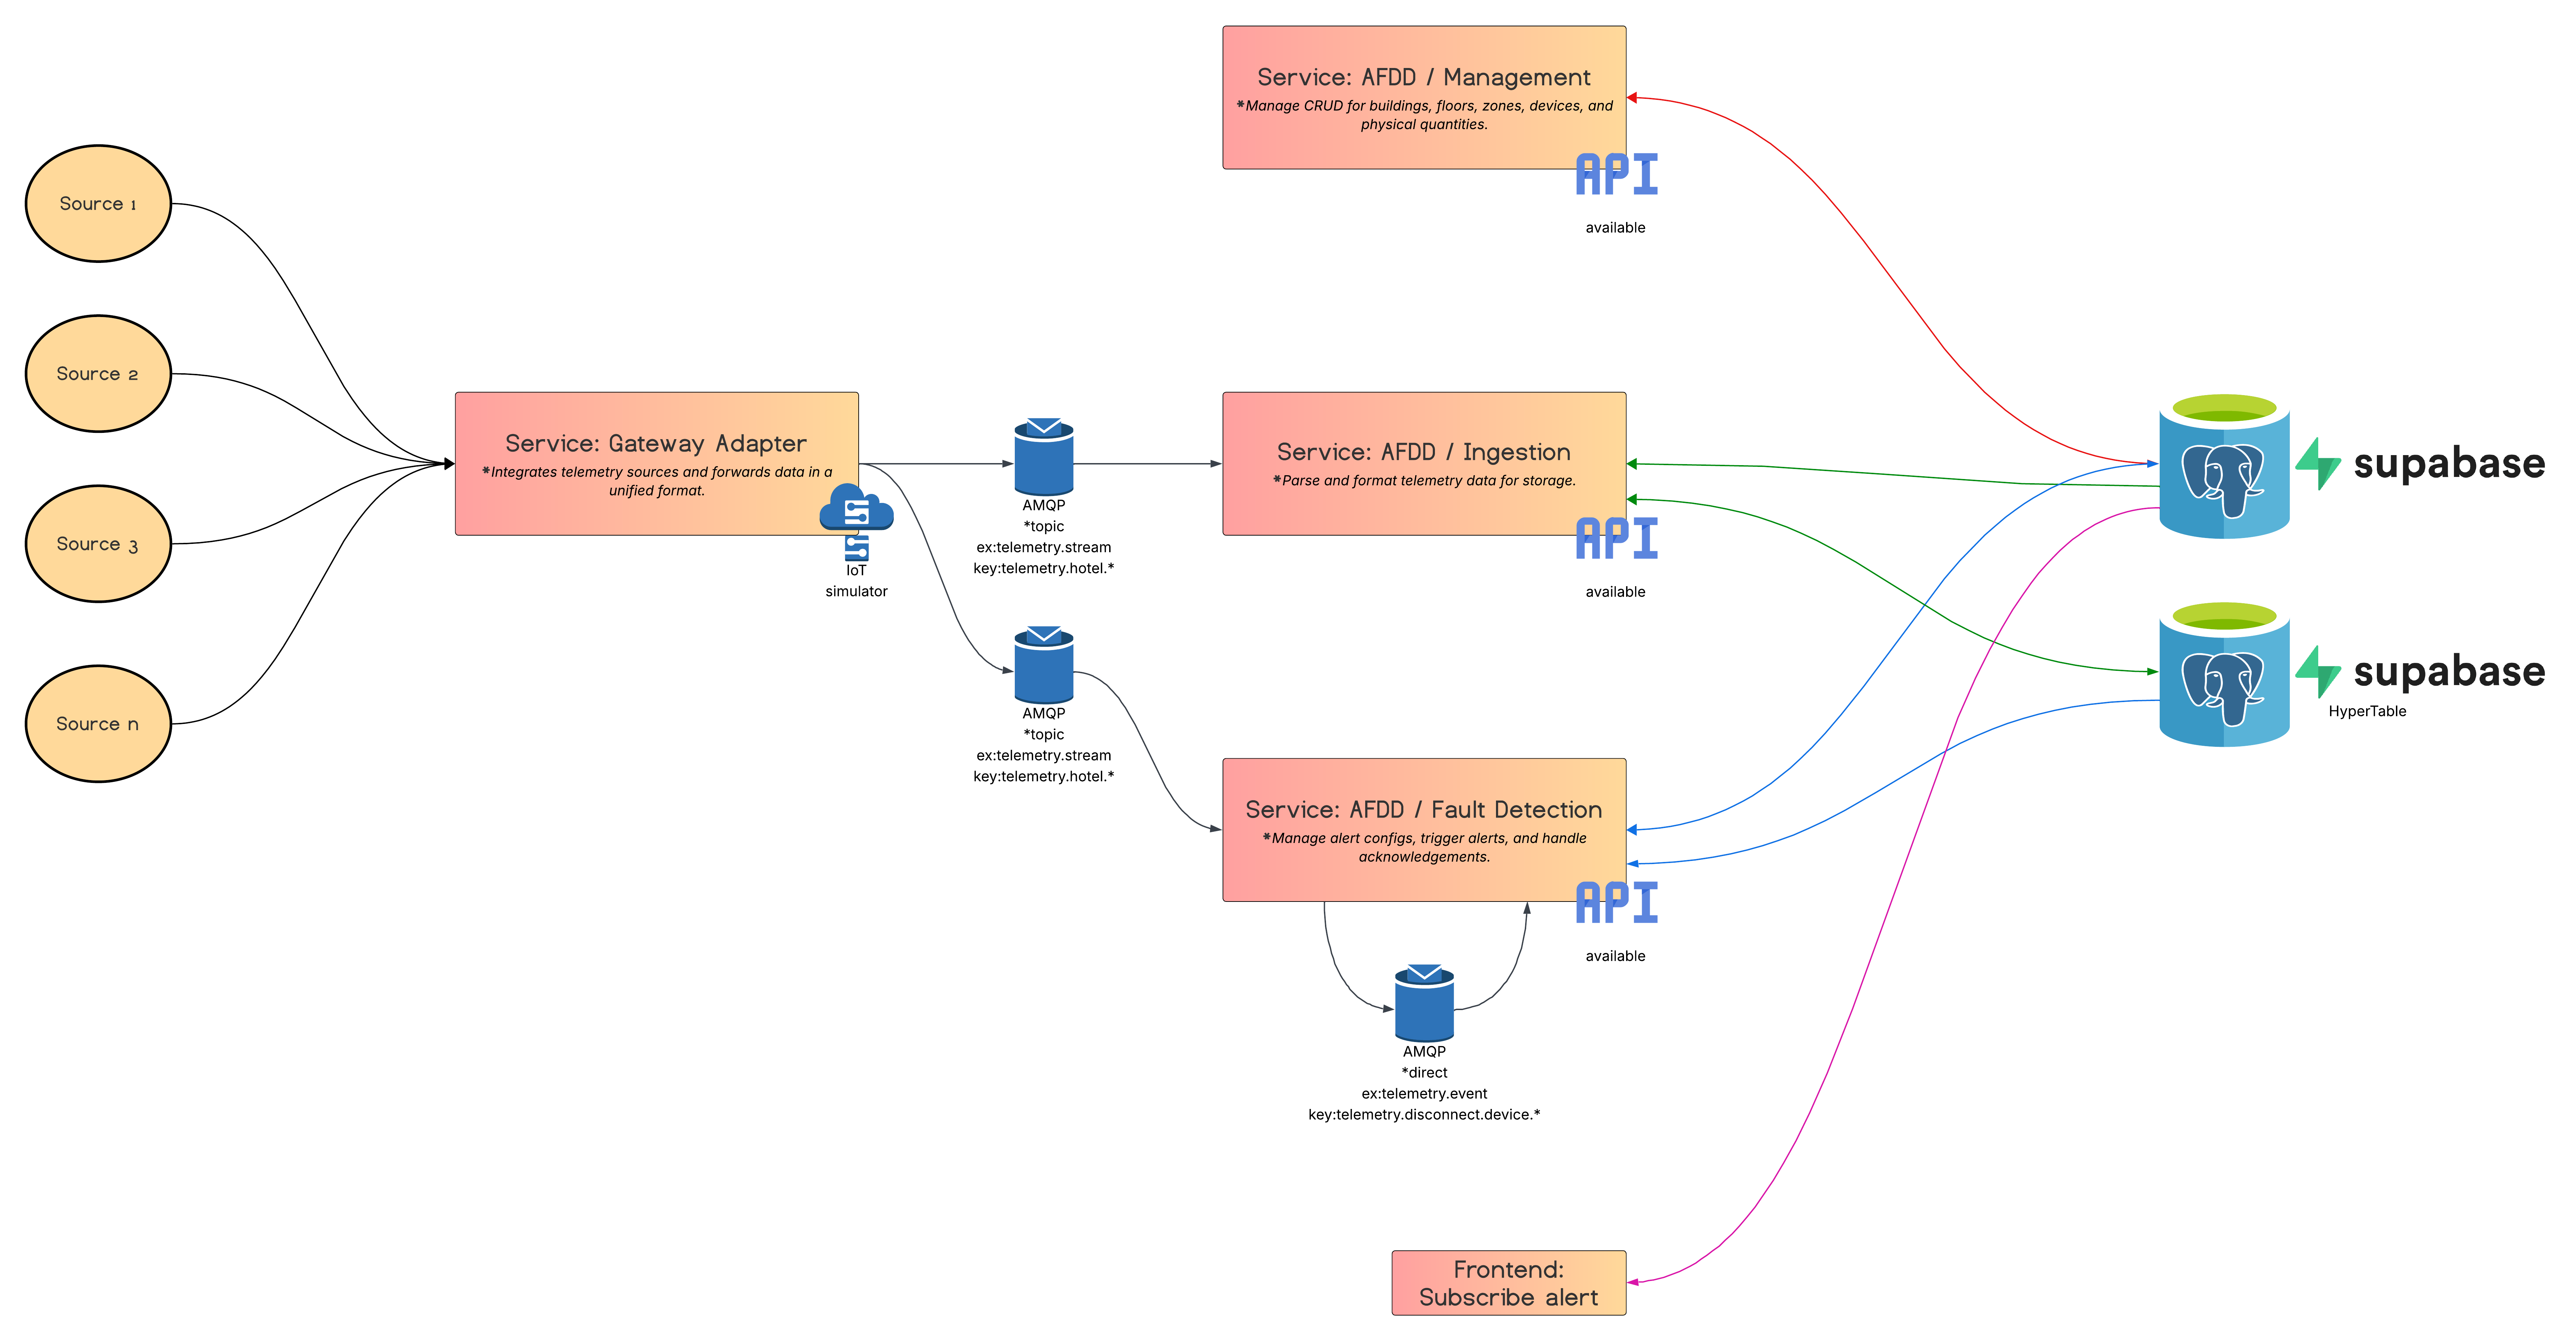 Service: AFDD / Management
*Manage CRUD for buildings, floors, zones, devices, and
physical quantities.
API
available
Source 1
Source 2
Source 3
Source n
Service: Gateway Adapter
*Integrates telemetry sources and forwards data in a
unified format.
IoT
simulator
AMQP
*topic
ex:telemetry.stream
key:telemetry.hotel.*
AMQP
*topic
ex:telemetry.stream
key:telemetry.hotel.*
Service: AFDD / Ingestion
*Parse and format telemetry data for storage.
API
available
Service: AFDD / Fault Detection
*Manage alert configs, trigger alerts, and handle
acknowledgements.
API
available
AMQP
*direct
ex:telemetry.event
key:telemetry.disconnect.device.*
supabase
supabase
HyperTable
Frontend:
Subscribe alert